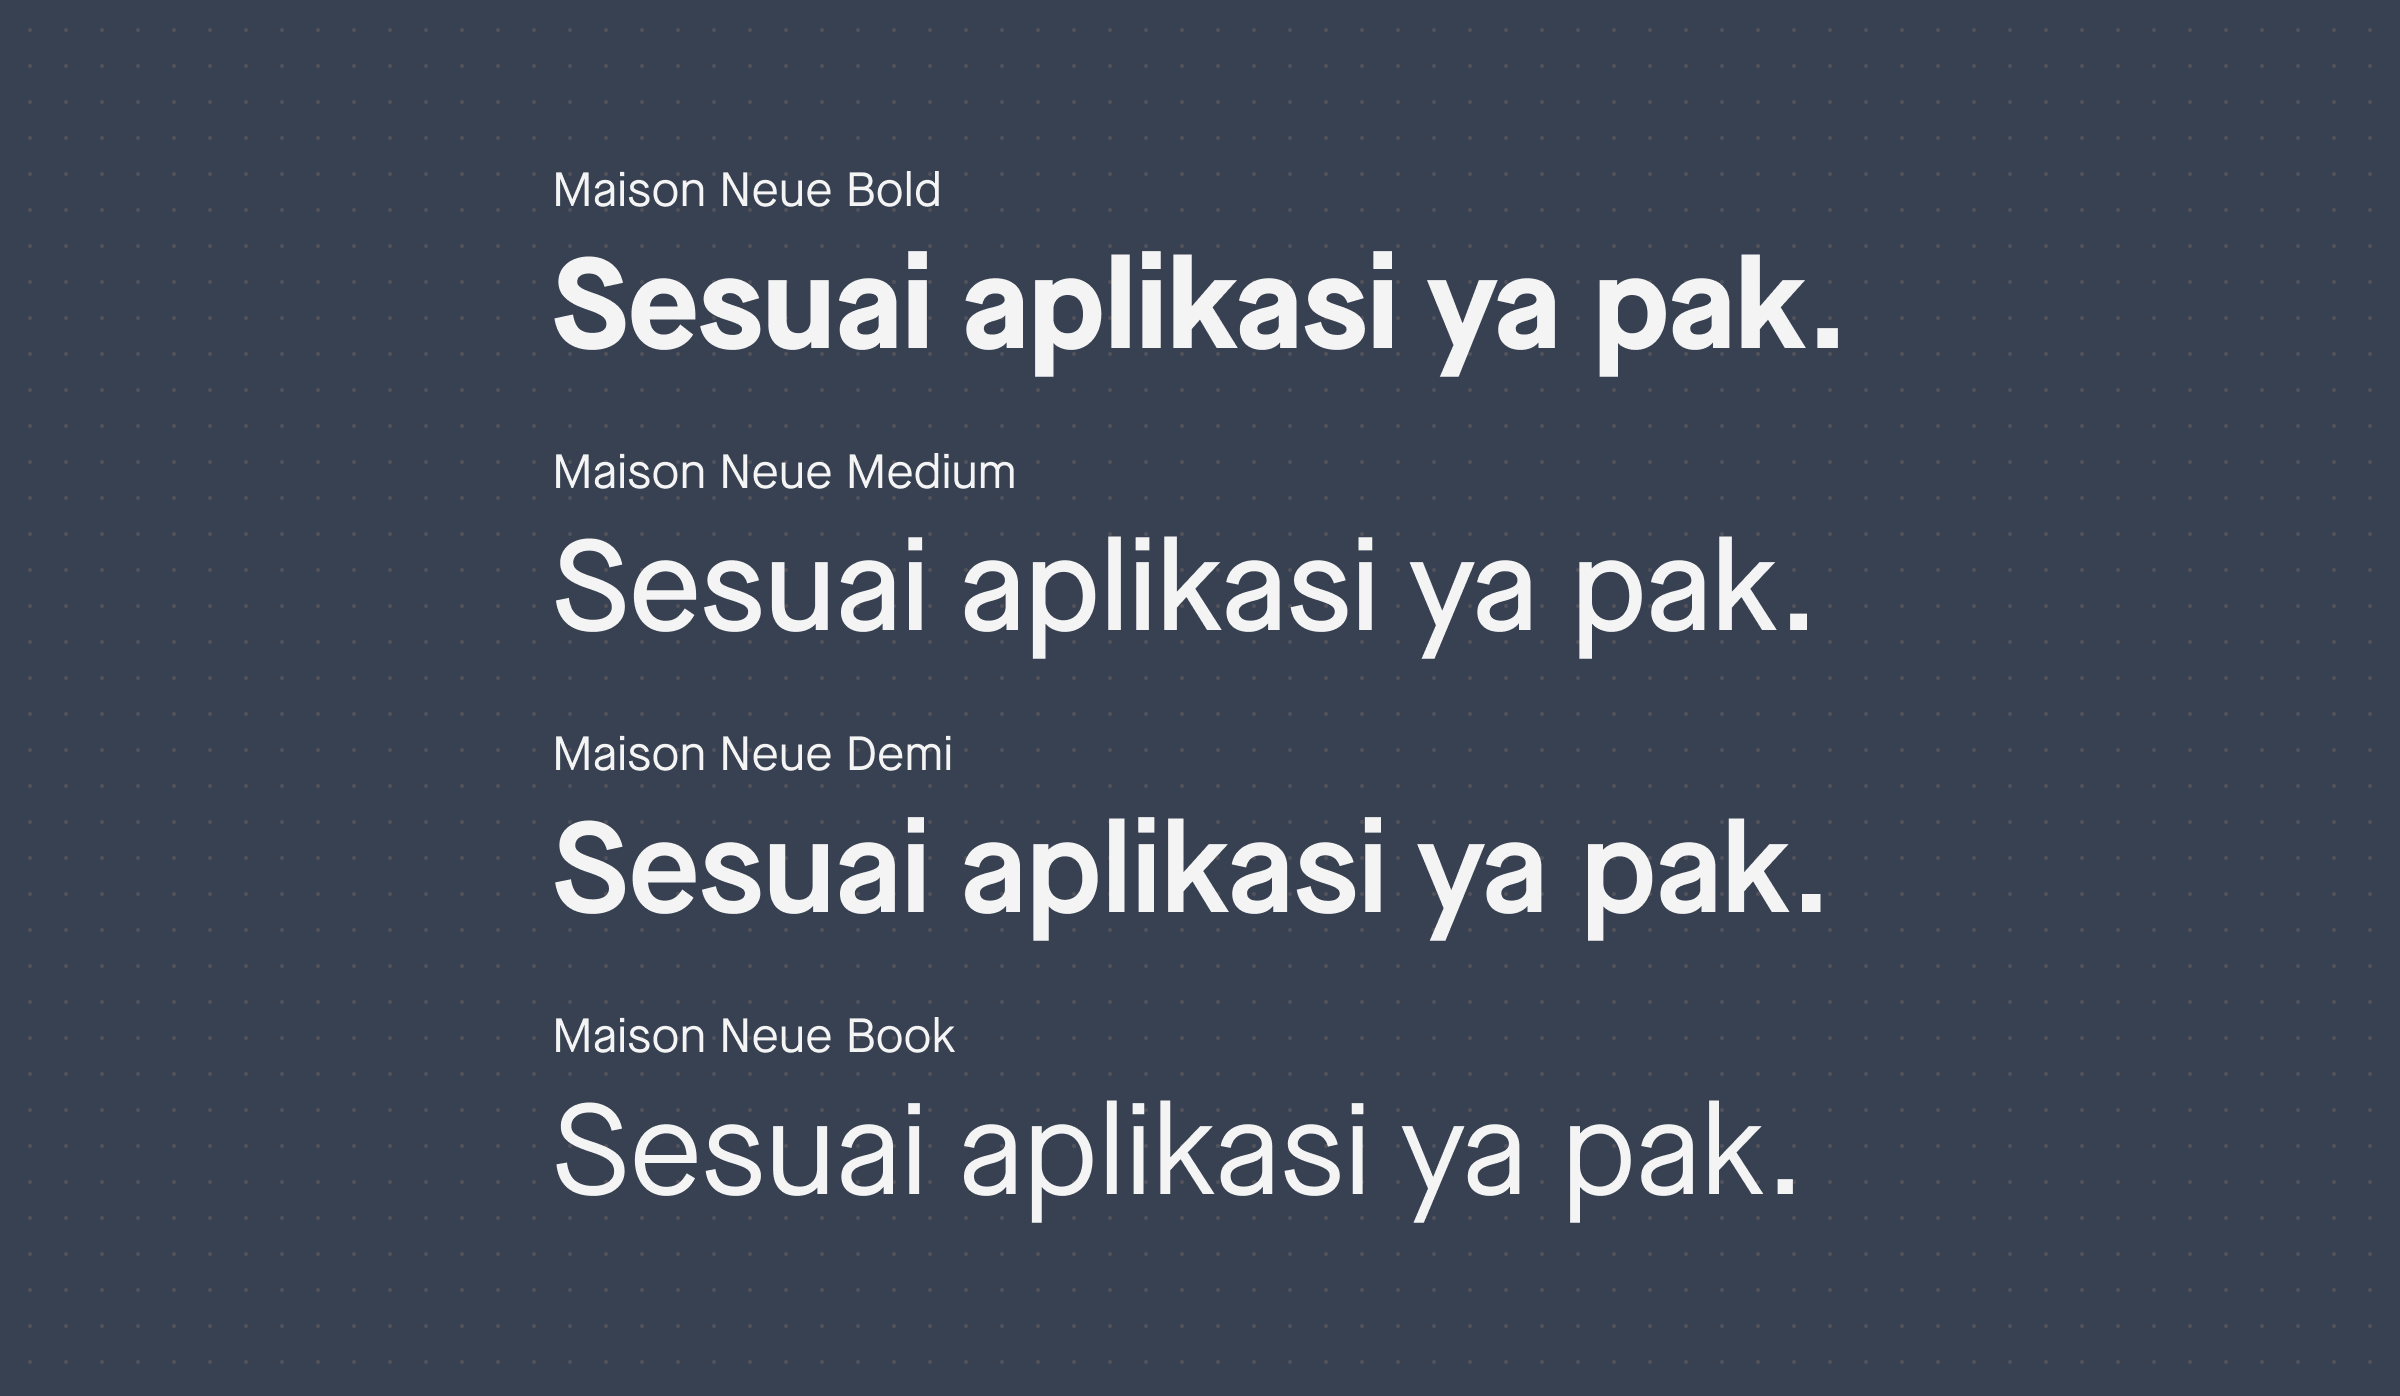 Maison Neue Bold
Sesuai aplikasi ya pak.
Maison Neue Medium
Sesuai aplikasi ya pak.
Maison Neue Demi
Sesuai aplikasi ya pak.
Maison Neue Book
Sesuai aplikasi ya pak.